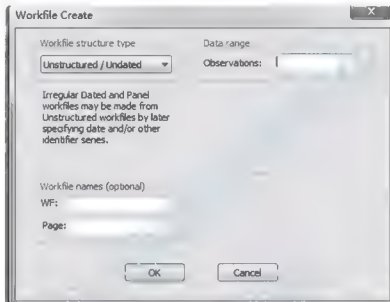 Workfile Create
X
Workfile structure type
Unstructured / Undated
Irregular Dated and Panel
workfiles may be made from
Unstructured workfiles by later
specifying date and/or other
identifier series.
Data range
Observations:
Workfile names (optional)
WF:
Page:
OK
Cancel